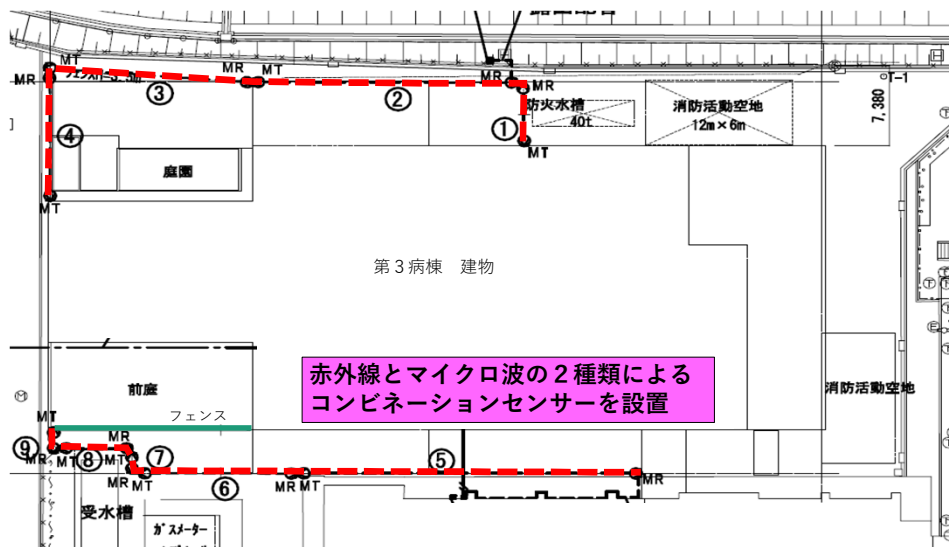 MT
MR
MR
MT
MR
MR
T-1
③
②
防火水槽
40t
消防活動空地
12m×6m
7,380
①
MT
④
庭園
MT
第3病棟 建物
赤外線とマイクロ波の2種類による
コンビネーションセンサーを設置
前庭
消防活動空地
フェンス
MT
MR
⑨
MR
MT
⑧
MT
⑦
⑤
MR
MT
⑥
MR
MT
MR
受水槽
ガスメーター